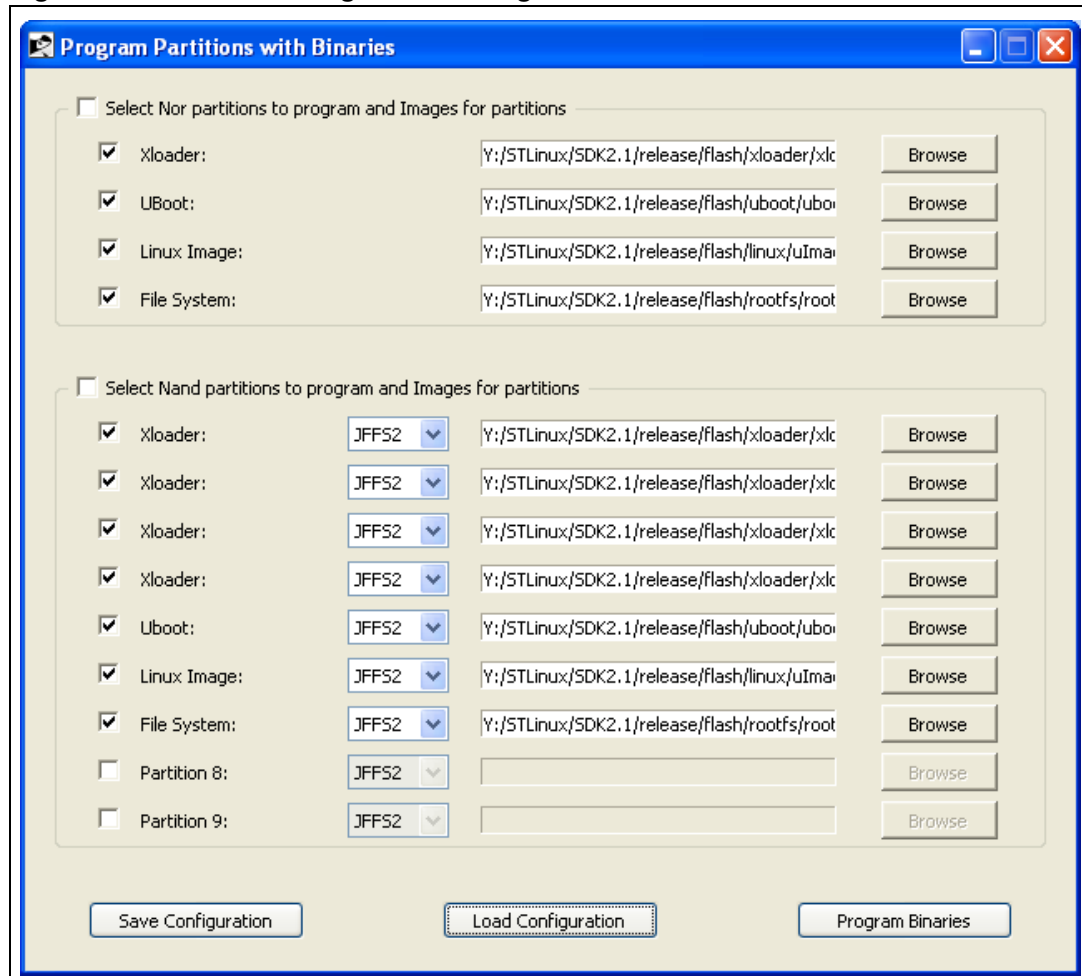 Program Partitions with Binaries
Select Nor partitions to program and Images for partitions
Xloader: Y:/STLinux/SDK2.1/release/flash/xloader/xlo Browse
UBoot: Y:/STLinux/SDK2.1/release/flash/uboot/ubo Browse
Linux Image: Y:/STLinux/SDK2.1/release/flash/linux/uIma Browse
File System: Y:/STLinux/SDK2.1/release/flash/rootfs/root Browse
Select Nand partitions to program and Images for partitions
Xloader: JFFS2 Y:/STLinux/SDK2.1/release/flash/xloader/xlo Browse
Xloader: JFFS2 Y:/STLinux/SDK2.1/release/flash/xloader/xlo Browse
Xloader: JFFS2 Y:/STLinux/SDK2.1/release/flash/xloader/xlo Browse
Xloader: JFFS2 Y:/STLinux/SDK2.1/release/flash/xloader/xlo Browse
Uboot: JFFS2 Y:/STLinux/SDK2.1/release/flash/uboot/ubo Browse
Linux Image: JFFS2 Y:/STLinux/SDK2.1/release/flash/linux/uIma Browse
File System: JFFS2 Y:/STLinux/SDK2.1/release/flash/rootfs/root Browse
Partition 8: JFFS2 Browse
Partition 9: JFFS2 Browse
Save Configuration Load Configuration Program Binaries